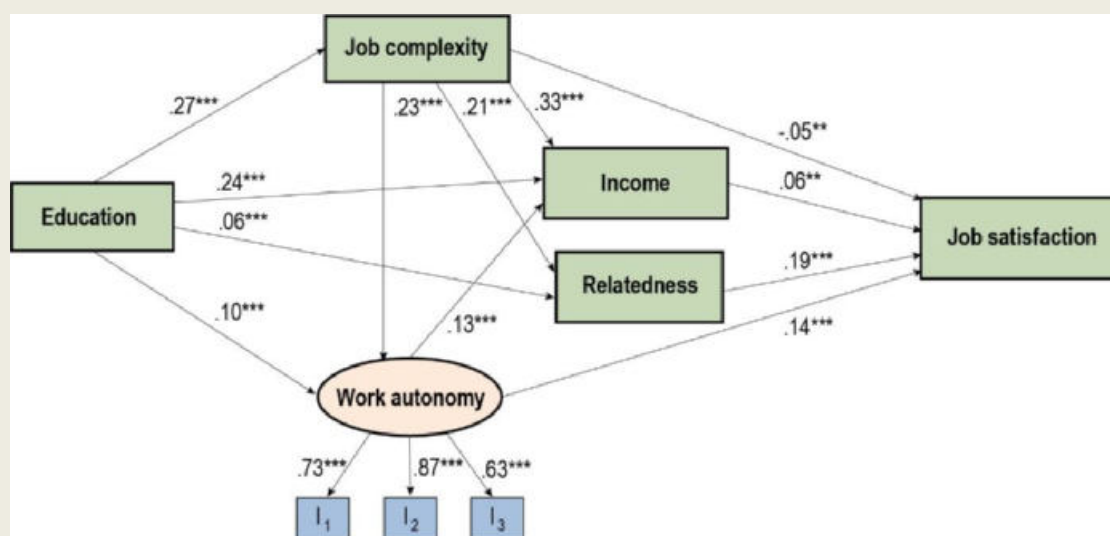 Job complexity
.27***
.23***
.21***
.33***
-.05**
.24***
Income
.06**
Education
.06***
Job satisfaction
.19***
Relatedness
.10***
.13***
.14***
Work autonomy
.73***
.87***
.63***
I1
I2
I3